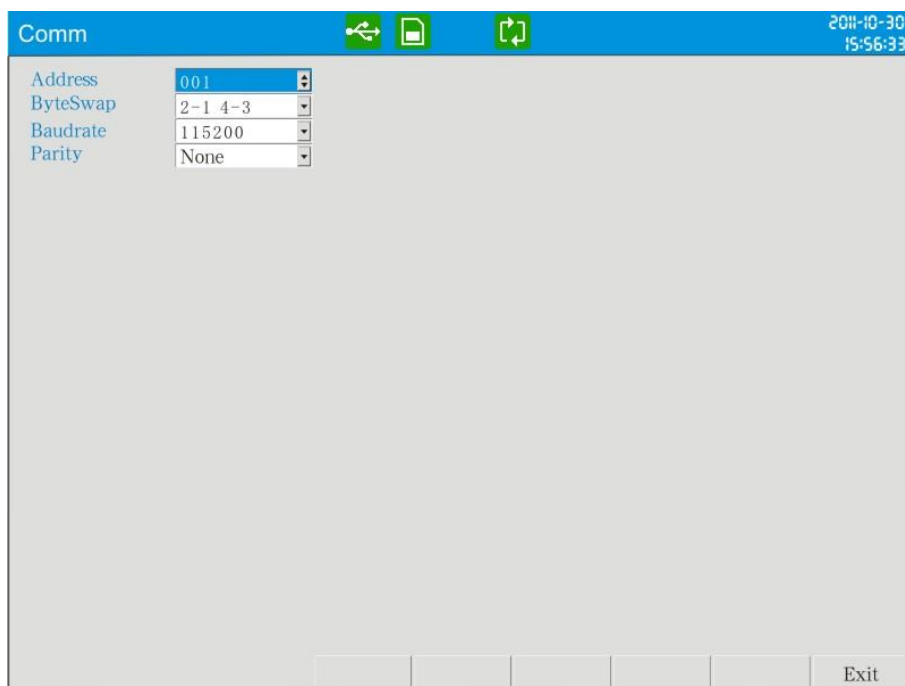 Comm
2011-10-30
15:56:33
Address 001
ByteSwap 2-1 4-3
Baudrate 115200
Parity None
Exit